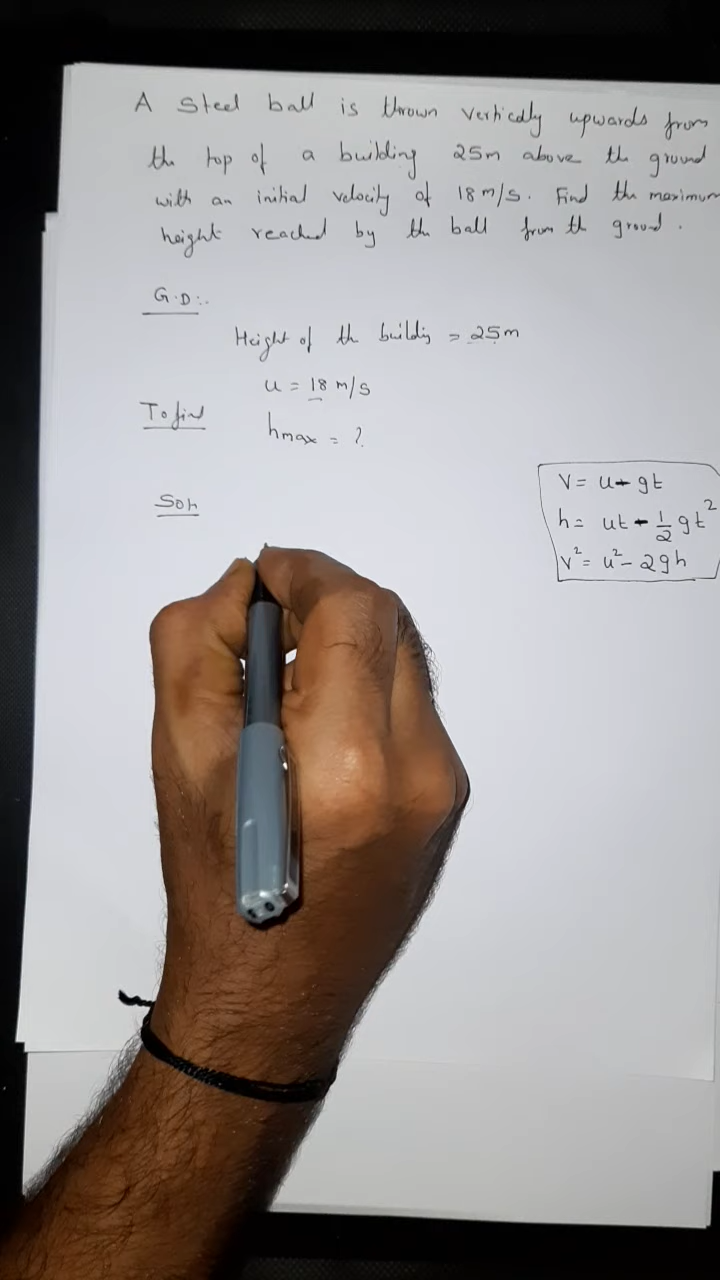 A steel ball is thrown vertically upwards from
the top of a building 25m above the ground
with an initial velocity of 18 m/s. Find the maximum
height reached by the ball from the ground.
G.D:.
Height of the building = 25m
u = 18 m/s
To find
hmax = ?
Soln
V = u - gt
h = ut - 1/2 gt²
V² = u² - 2gh